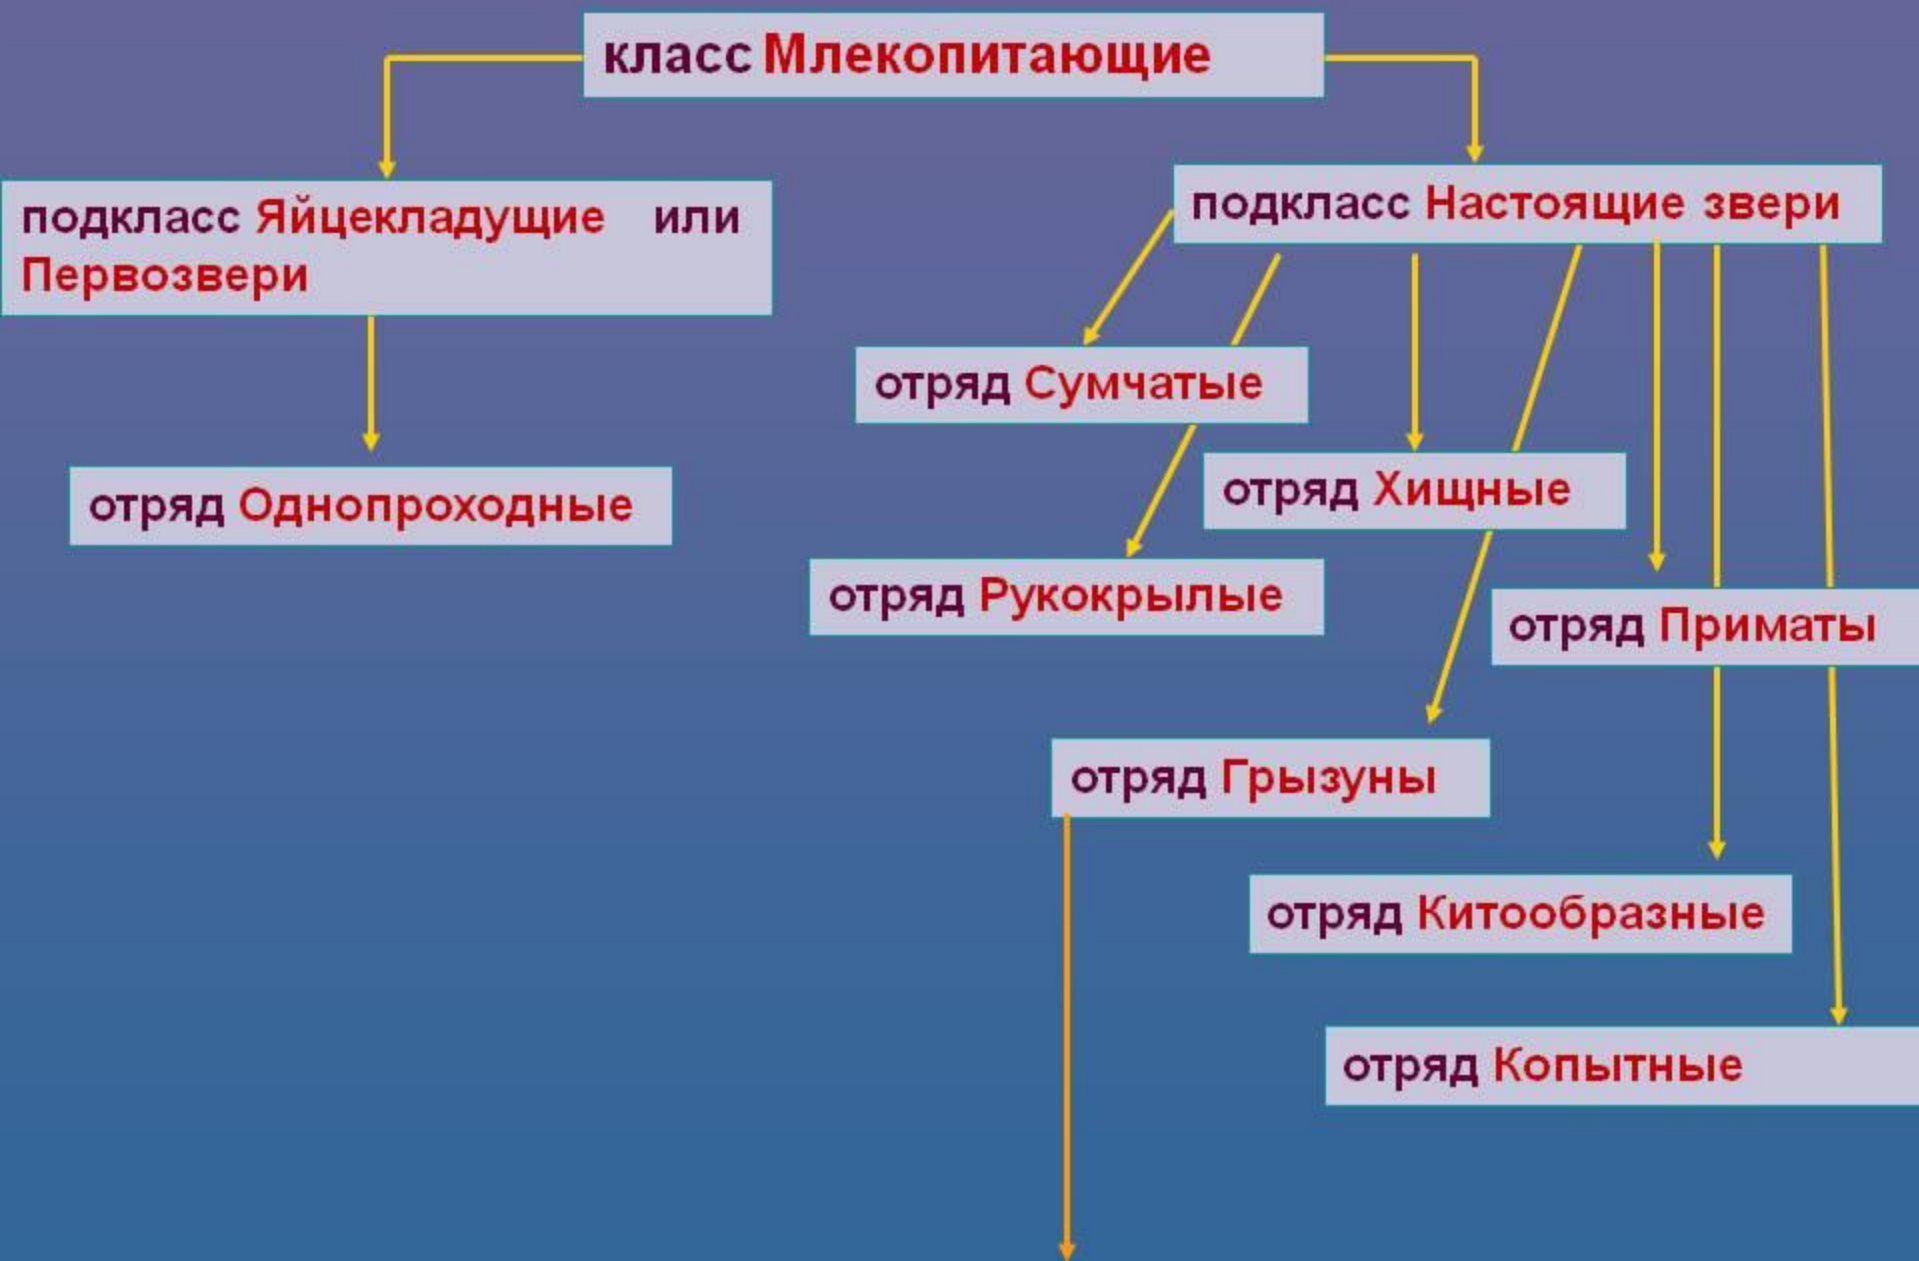 класс Млекопитающие
подкласс Яйцекладущие или
Первозвери
подкласс Настоящие звери
отряд Сумчатые
отряд Хищные
отряд Однопроходные
отряд Рукокрылые
отряд Приматы
отряд Грызуны
отряд Китообразные
отряд Копытные